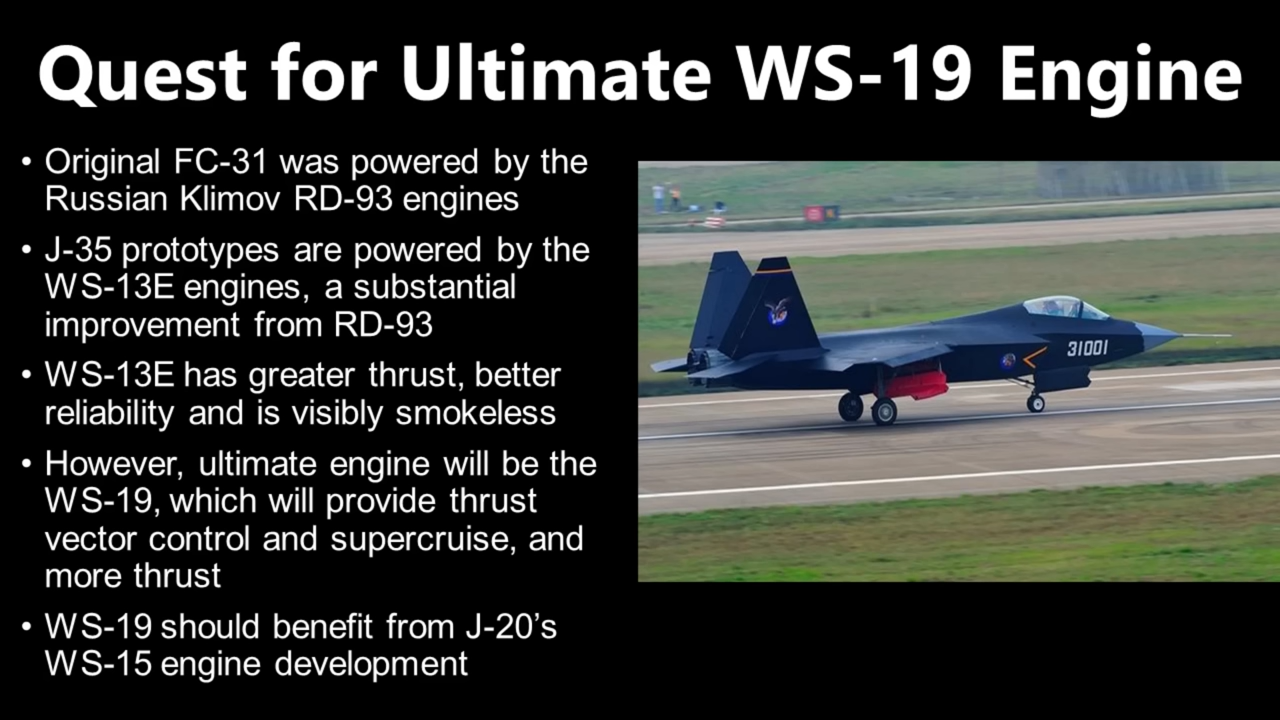 Quest for Ultimate WS-19 Engine
• Original FC-31 was powered by the
Russian Klimov RD-93 engines
• J-35 prototypes are powered by the
WS-13E engines, a substantial
improvement from RD-93
• WS-13E has greater thrust, better
reliability and is visibly smokeless
• However, ultimate engine will be the
WS-19, which will provide thrust
vector control and supercruise, and
more thrust
• WS-19 should benefit from J-20’s
WS-15 engine development
31001